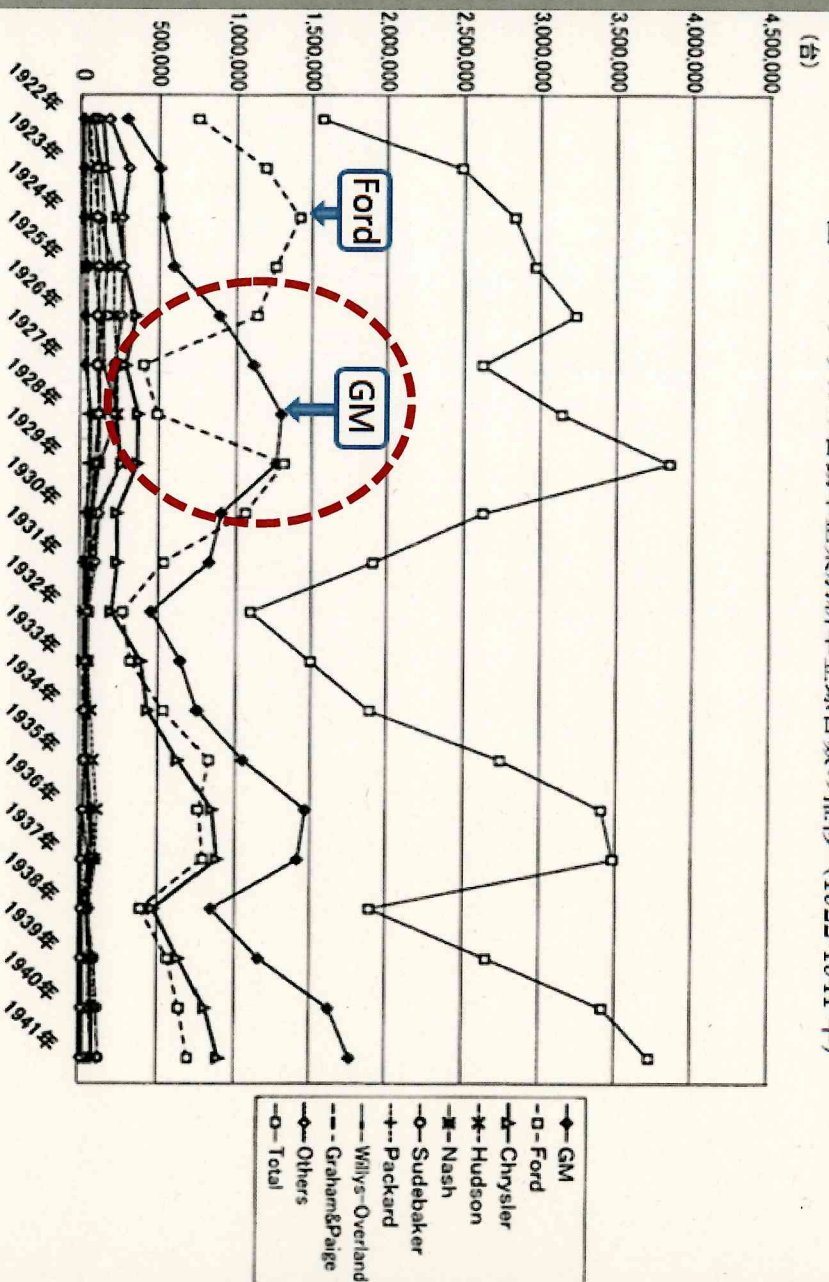 (台)
4,500,000
4,000,000
3,500,000
3,000,000
2,500,000
2,000,000
1,500,000
1,000,000
500,000
0
1922年
1923年
1924年
1925年
1926年
1927年
1928年
1929年
1930年
1931年
1932年
1933年
1934年
1935年
1936年
1937年
1938年
1939年
1940年
1941年
Ford
GM
GM
Ford
Chrysler
Hudson
Nash
Sudebaker
Packard
Willys-Overland
Graham&Paige
Others
Total